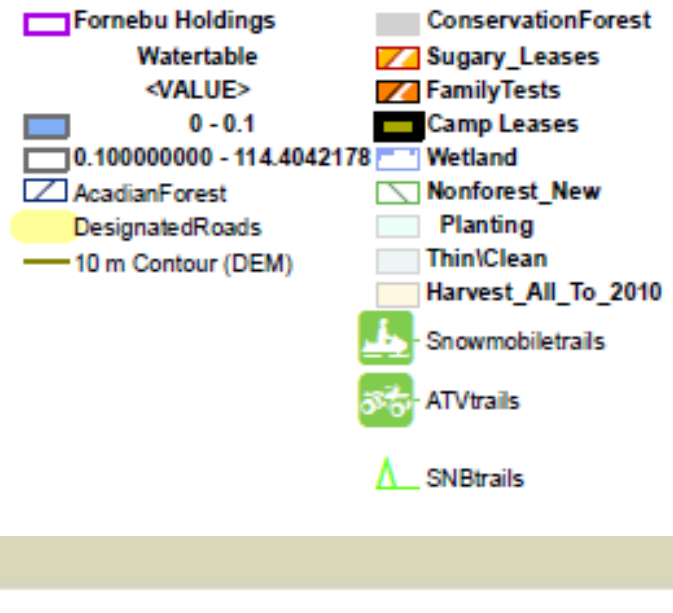 Fornebu Holdings
Watertable
<VALUE>
0 - 0.1
0.100000000 - 114.4042178
AcadianForest
DesignatedRoads
10 m Contour (DEM)
ConservationForest
Sugary_Leases
FamilyTests
Camp Leases
Wetland
Nonforest_New
Planting
Thin\Clean
Harvest_All_To_2010
Snowmobiletrails
ATVtrails
SNBtrails